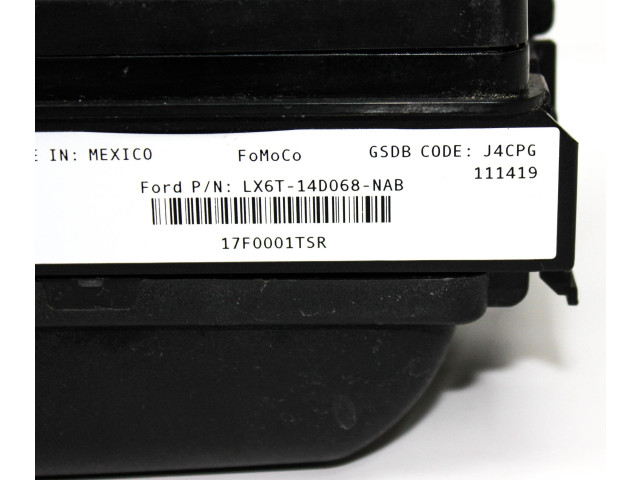 E IN: MEXICO FoMoCo GSDB CODE: J4CPG
111419
Ford P/N: LX6T-14D068-NAB
17F0001TSR